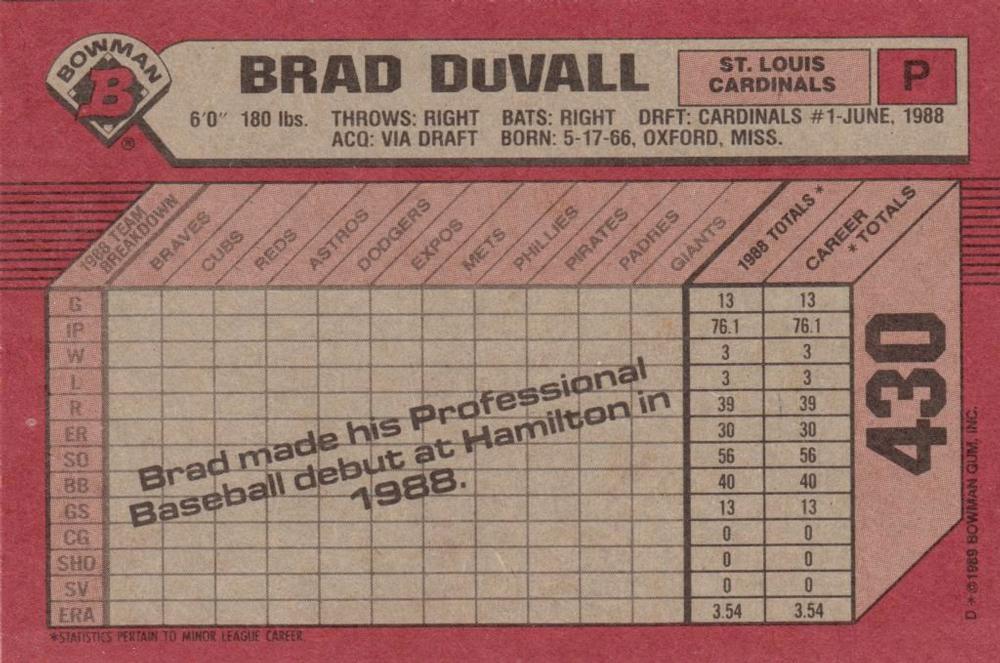 BOWMAN
B
®
BRAD DuVALL
ST. LOUIS
CARDINALS
P
6'0" 180 lbs. THROWS: RIGHT BATS: RIGHT DRFT: CARDINALS #1-JUNE, 1988
ACQ: VIA DRAFT BORN: 5-17-66, OXFORD, MISS.
1988 TEAM
BREAKDOWN
BRAVES
CUBS
REDS
ASTROS
DODGERS
EXPOS
METS
PHILLIES
PIRATES
PADRES
GIANTS
1988 TOTALS *
CAREER
* TOTALS
G 13 13
IP 76.1 76.1
W 3 3
L 3 3
R 39 39
ER 30 30
SO 56 56
BB 40 40
GS 13 13
CG 0 0
SHO 0 0
SV 0 0
ERA 3.54 3.54
Brad made his Professional
Baseball debut at Hamilton in
1988.
430
D * © 1989 BOWMAN GUM, INC.
*STATISTICS PERTAIN TO MINOR LEAGUE CAREER.